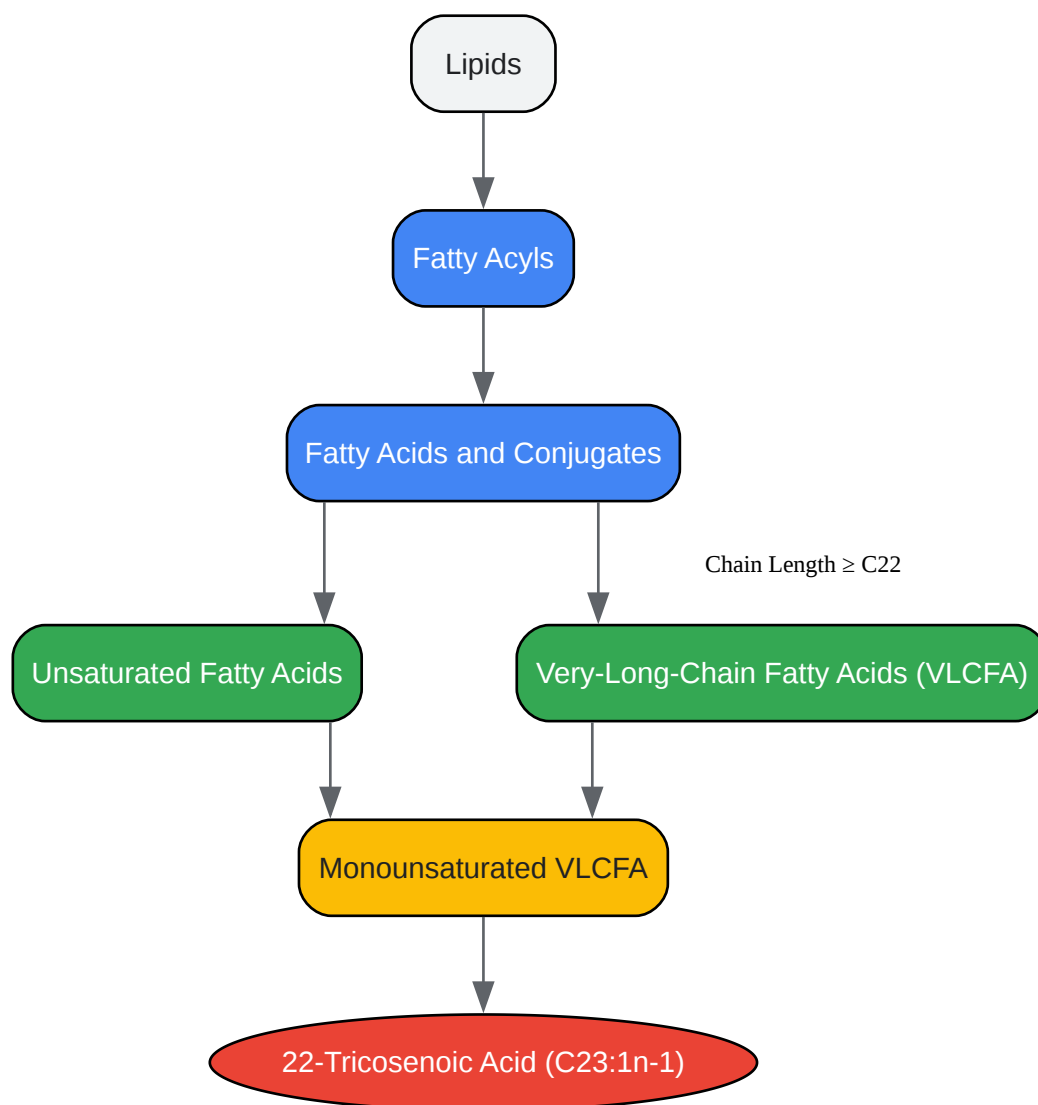 Lipids
Fatty Acyls
Fatty Acids and Conjugates
Chain Length ≥ C22
Unsaturated Fatty Acids
Very-Long-Chain Fatty Acids (VLCFA)
Monounsaturated VLCFA
22-Tricosenoic Acid (C23:1n-1)